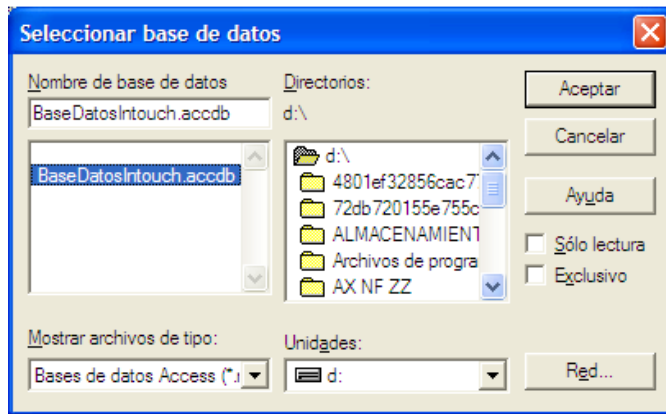 Seleccionar base de datos
Nombre de base de datos
BaseDatosIntouch.accdb
BaseDatosIntouch.accdb
Directorios:
d:\
d:\
4801ef32856cac7
72db720155e755c
ALMACENAMIENT
Archivos de progra
AX NF ZZ
Aceptar
Cancelar
Ayuda
Sólo lectura
Exclusivo
Mostrar archivos de tipo:
Bases de datos Access (*.
Unidades:
d:
Red...